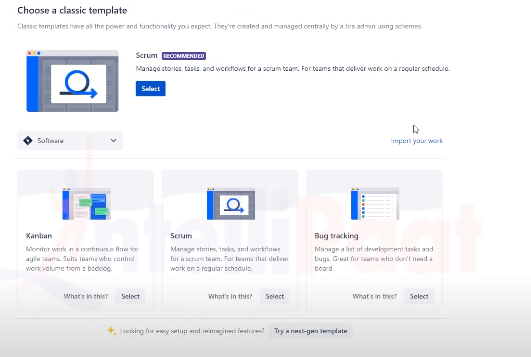 Choose a classic template
Classic templates have all the power and functionality you expect. They're created and managed centrally by a Jira admin using schemes.
Scrum RECOMMENDED
Manage stories, tasks, and workflows for a scrum team. For teams that deliver work on a regular schedule.
Select
Software
Import your work
Kanban
Monitor work in a continuous flow for
agile teams. Suits teams who control
work volume from a backlog.
What's in this? Select
Scrum
Manage stories, tasks, and workflows
for a scrum team. For teams that deliver
work on a regular schedule.
What's in this? Select
Bug tracking
Manage a list of development tasks and
bugs. Great for teams who don't need a
board.
What's in this? Select
Looking for easy setup and reimagined features? Try a next-gen template
intelliPaat